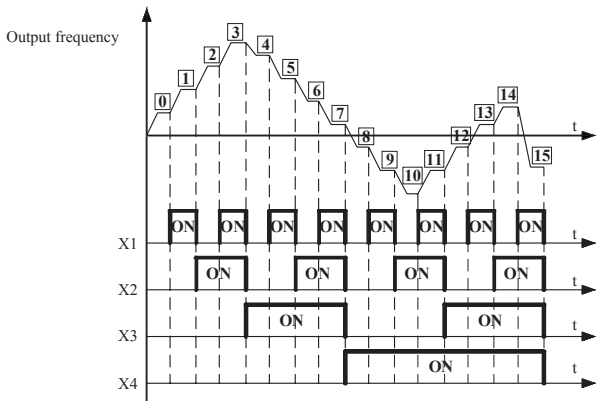 Output frequency
0
1
2
3
4
5
6
7
8
9
10
11
12
13
14
15
t
X1
ON ON ON ON ON ON ON ON
t
X2
ON ON ON ON
t
X3
ON ON
t
X4
ON
t